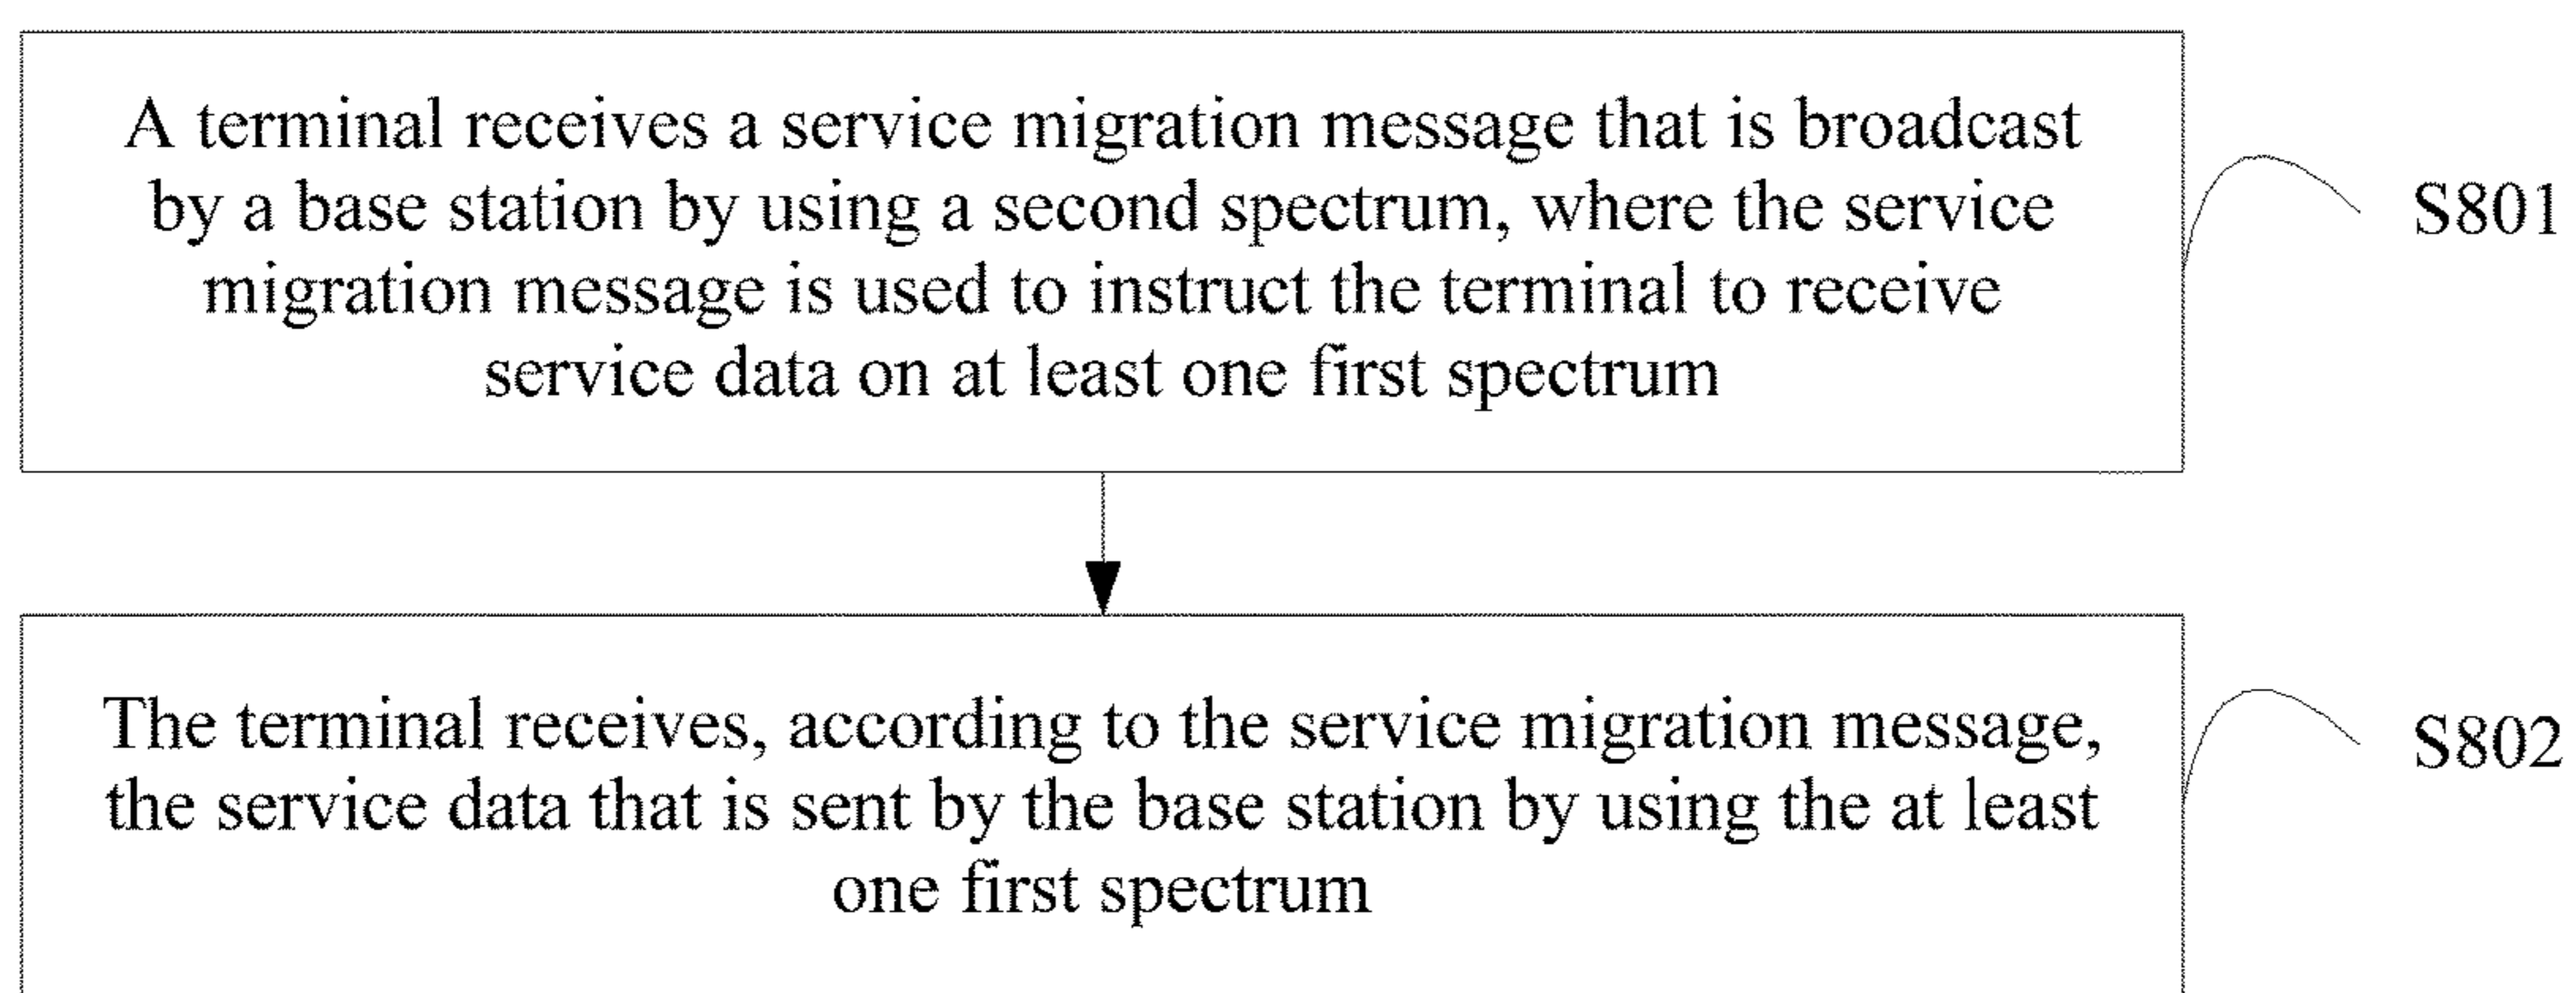 A terminal receives a service migration message that is broadcast
by a base station by using a second spectrum, where the service
migration message is used to instruct the terminal to receive
service data on at least one first spectrum
S801
The terminal receives, according to the service migration message,
the service data that is sent by the base station by using the at least
one first spectrum
S802